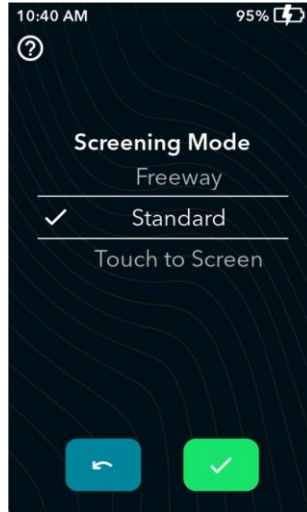 10:40 AM 95%
?
Screening Mode
Freeway
Standard
Touch to Screen